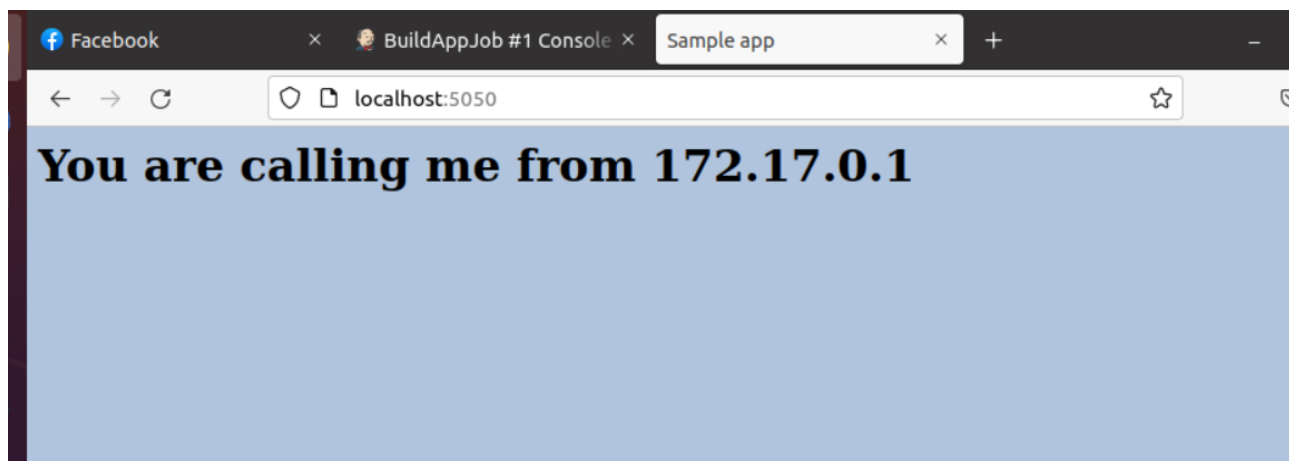 Facebook
BuildAppJob #1 Console
Sample app
localhost:5050
You are calling me from 172.17.0.1